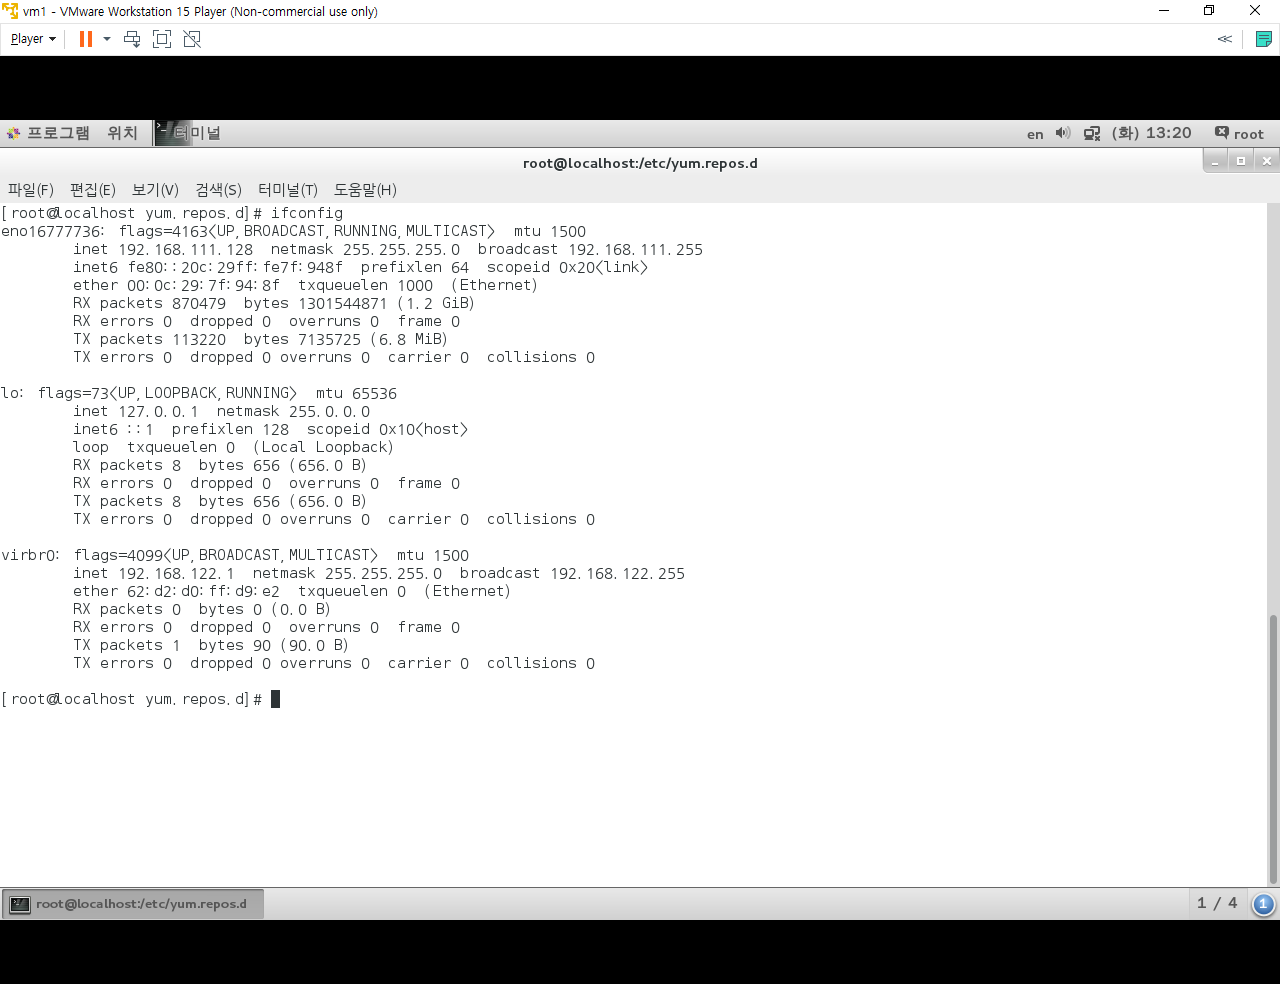 vm1 - VMware Workstation 15 Player (Non-commercial use only)
Player
프로그램 위치 터미널 en (화) 13:20 root
root@localhost:/etc/yum.repos.d
파일(F) 편집(E) 보기(V) 검색(S) 터미널(T) 도움말(H)
[root@localhost yum.repos.d]# ifconfig
eno16777736: flags=4163<UP,BROADCAST,RUNNING,MULTICAST>  mtu 1500
        inet 192.168.111.128  netmask 255.255.255.0  broadcast 192.168.111.255
        inet6 fe80::20c:29ff:fe7f:948f  prefixlen 64  scopeid 0x20<link>
        ether 00:0c:29:7f:94:8f  txqueuelen 1000  (Ethernet)
        RX packets 870479  bytes 1301544871 (1.2 GiB)
        RX errors 0  dropped 0  overruns 0  frame 0
        TX packets 113220  bytes 7135725 (6.8 MiB)
        TX errors 0  dropped 0 overruns 0  carrier 0  collisions 0
lo: flags=73<UP,LOOPBACK,RUNNING>  mtu 65536
        inet 127.0.0.1  netmask 255.0.0.0
        inet6 ::1  prefixlen 128  scopeid 0x10<host>
        loop  txqueuelen 0  (Local Loopback)
        RX packets 8  bytes 656 (656.0 B)
        RX errors 0  dropped 0  overruns 0  frame 0
        TX packets 8  bytes 656 (656.0 B)
        TX errors 0  dropped 0 overruns 0  carrier 0  collisions 0
virbr0: flags=4099<UP,BROADCAST,MULTICAST>  mtu 1500
        inet 192.168.122.1  netmask 255.255.255.0  broadcast 192.168.122.255
        ether 62:d2:d0:ff:d9:e2  txqueuelen 0  (Ethernet)
        RX packets 0  bytes 0 (0.0 B)
        RX errors 0  dropped 0  overruns 0  frame 0
        TX packets 1  bytes 90 (90.0 B)
        TX errors 0  dropped 0 overruns 0  carrier 0  collisions 0
[root@localhost yum.repos.d]#
root@localhost:/etc/yum.repos.d 1 / 4 1